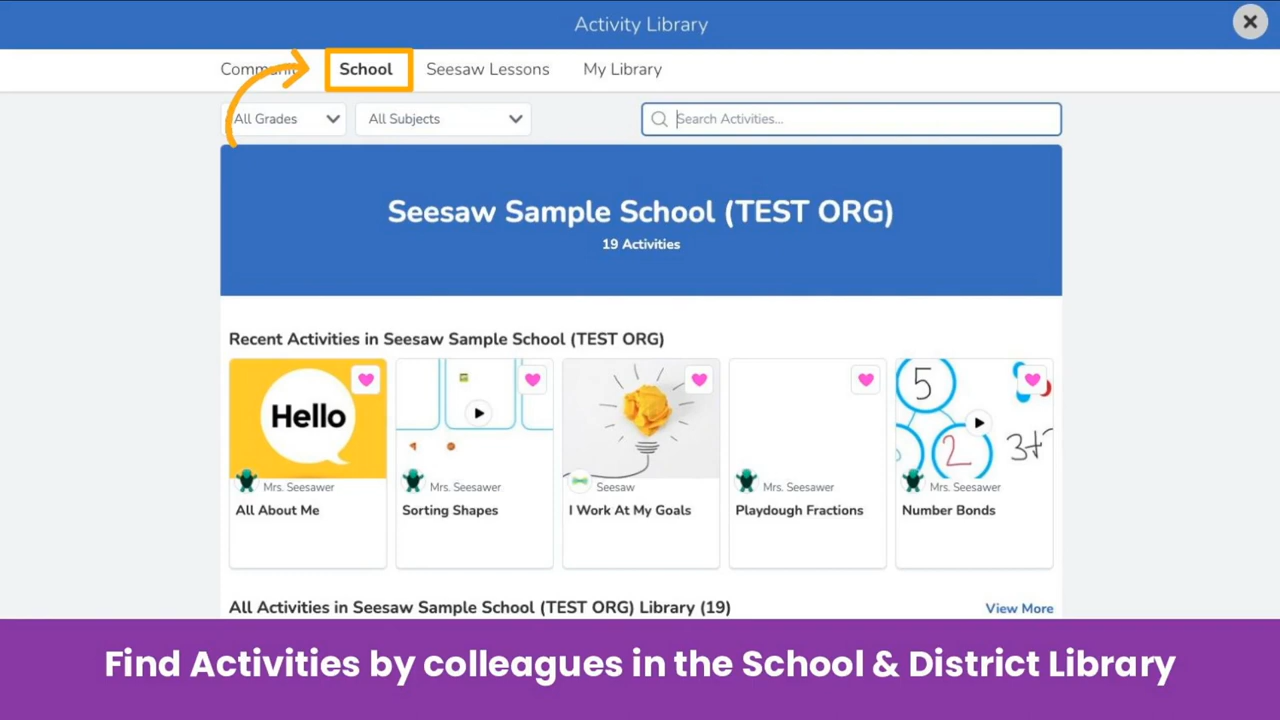 Activity Library
Community School Seesaw Lessons My Library
All Grades All Subjects Search Activities...
Seesaw Sample School (TEST ORG)
19 Activities
Recent Activities in Seesaw Sample School (TEST ORG)
Hello
5
2
3+
Mrs. Seesawer Mrs. Seesawer Seesaw Mrs. Seesawer Mrs. Seesawer
All About Me Sorting Shapes I Work At My Goals Playdough Fractions Number Bonds
All Activities in Seesaw Sample School (TEST ORG) Library (19) View More
Find Activities by colleagues in the School & District Library